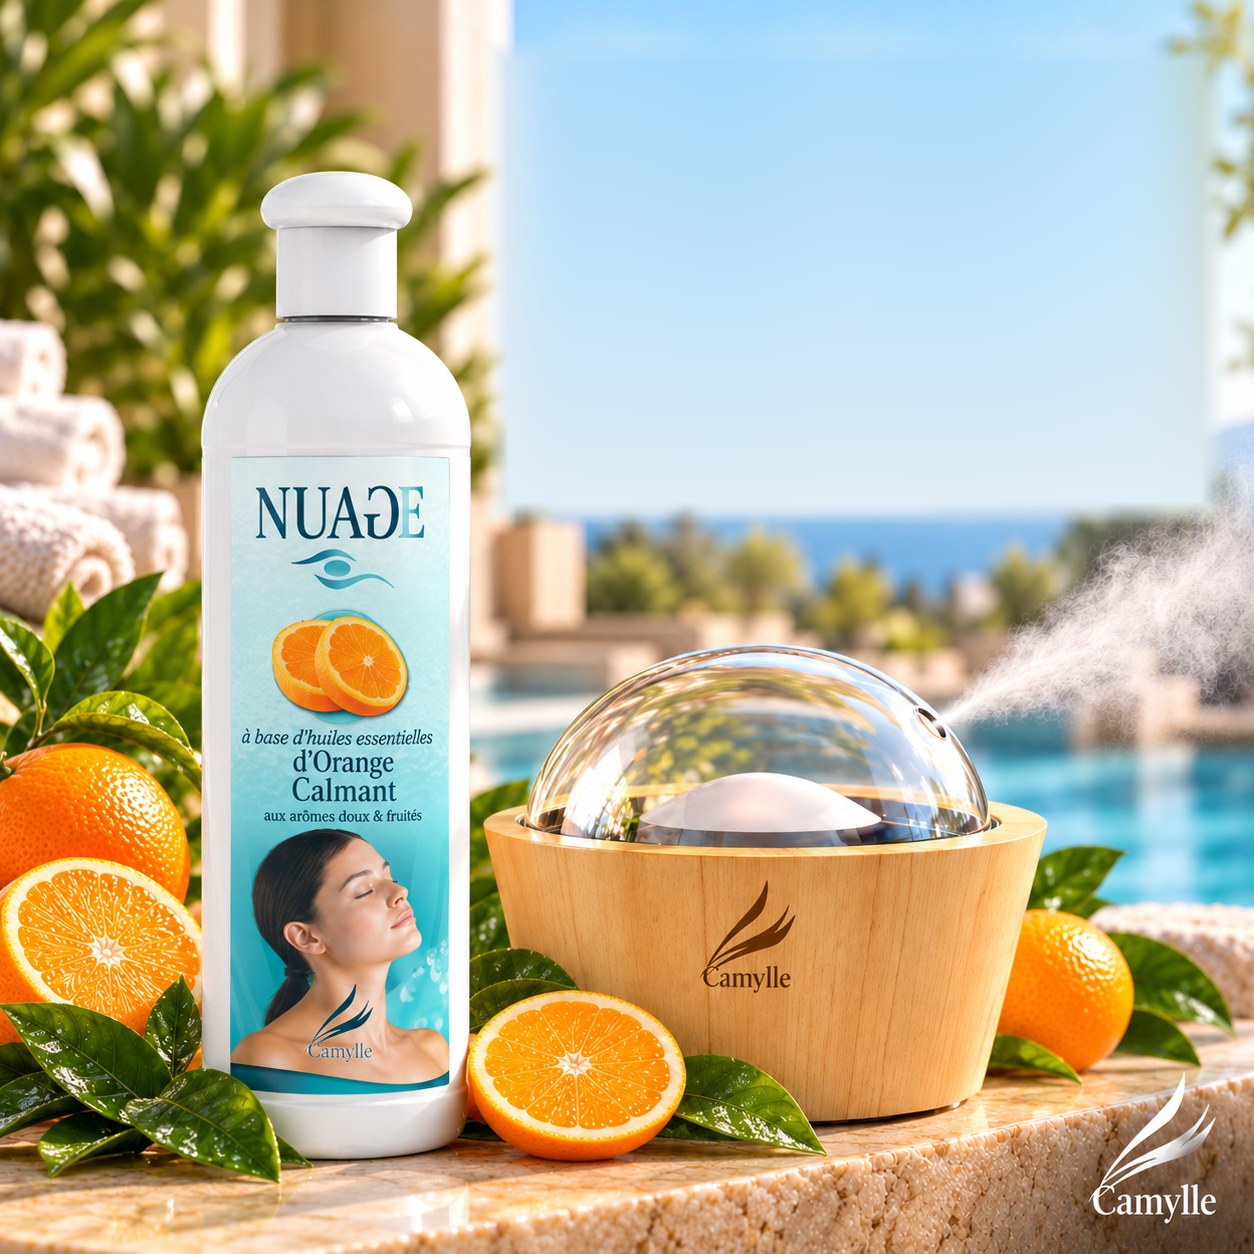 NUAGE
à base d'huiles essentielles
d'Orange
Calmant
aux arômes doux & fruités
Camylle
Camylle
Camylle